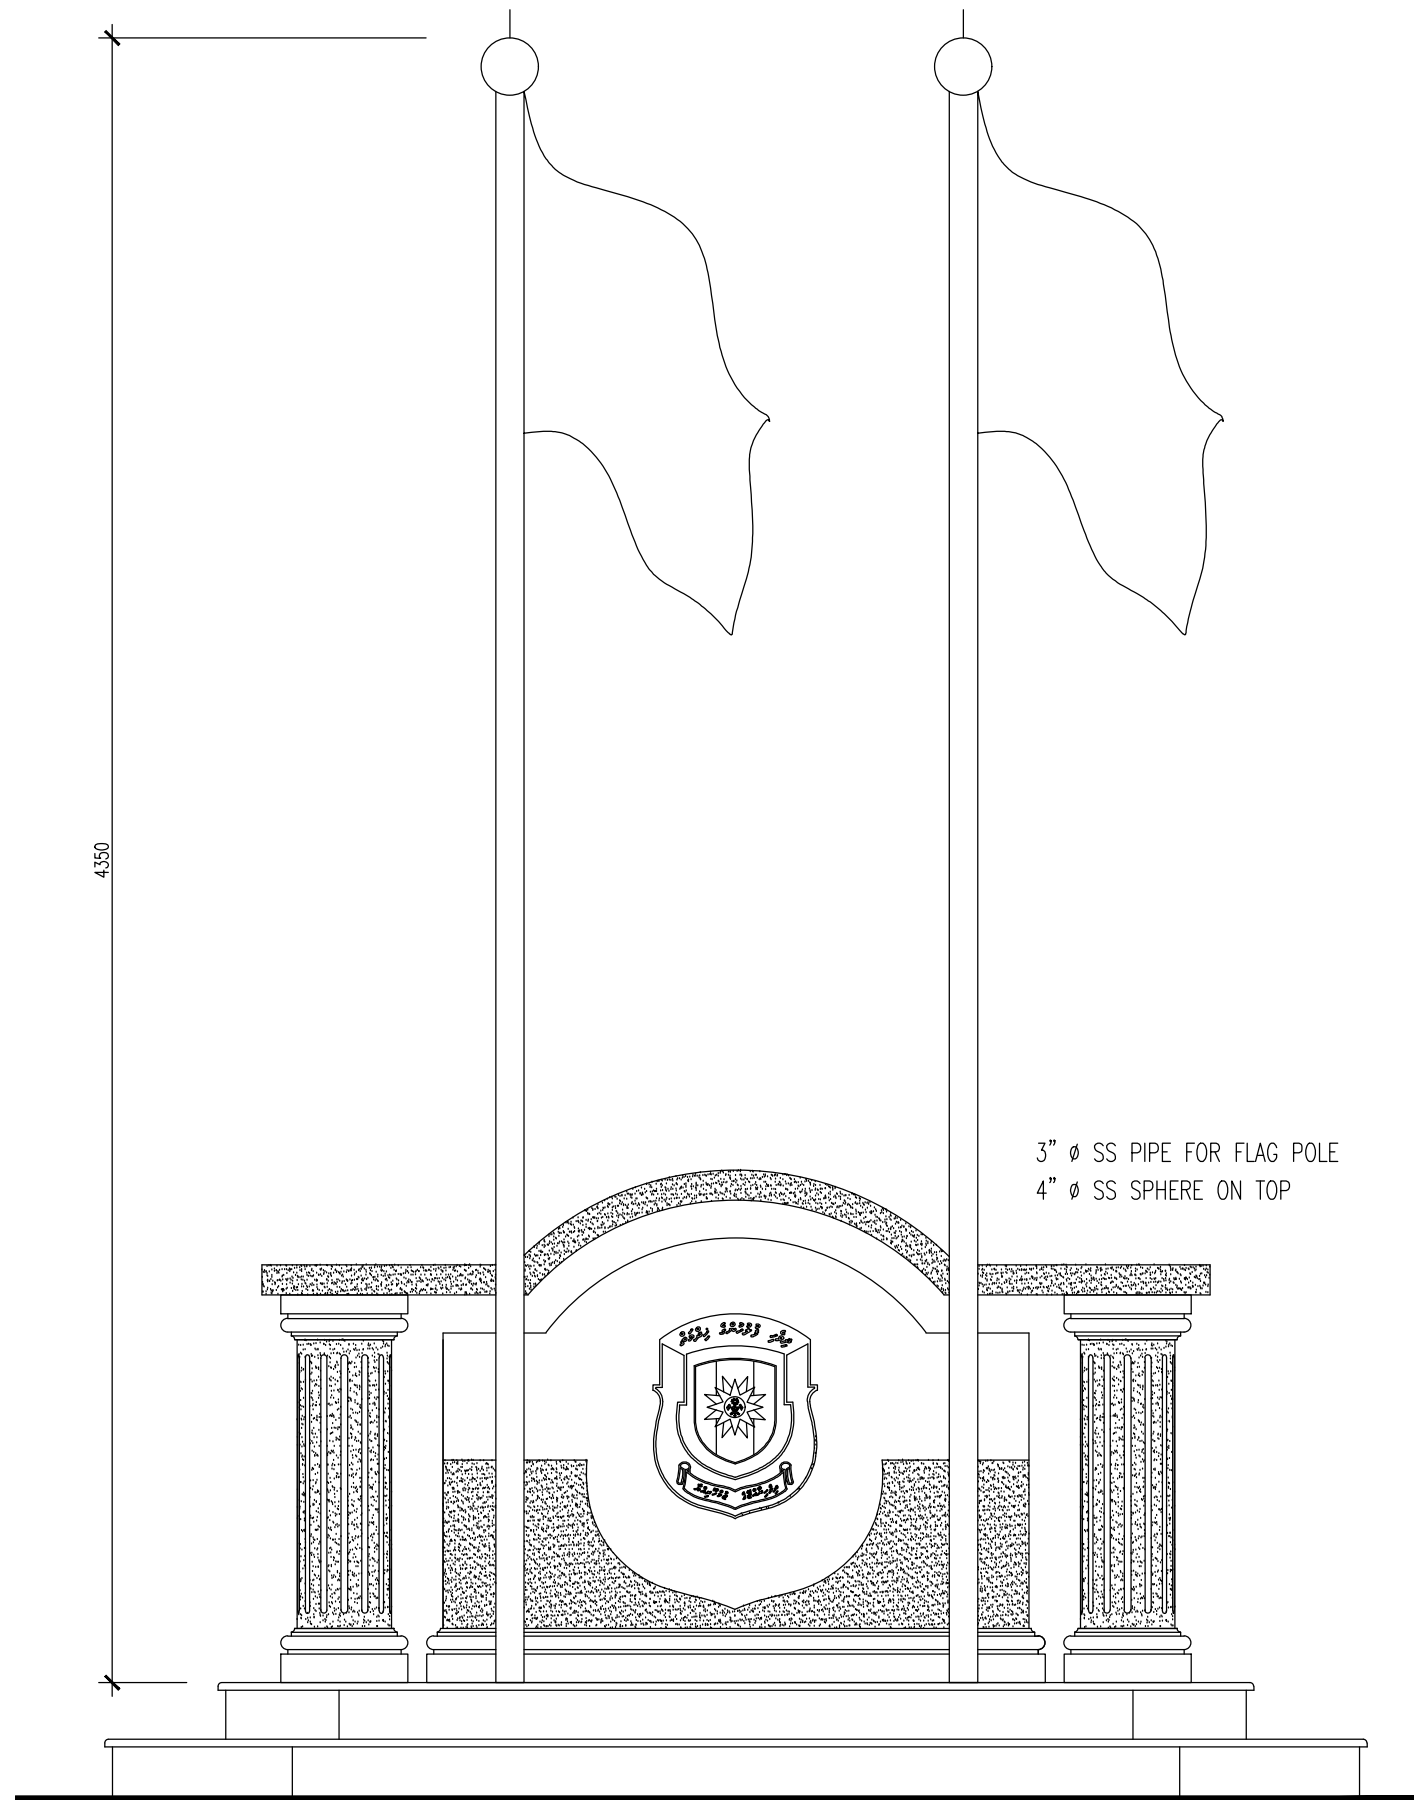 4350
3” ø SS PIPE FOR FLAG POLE
4” ø SS SPHERE ON TOP